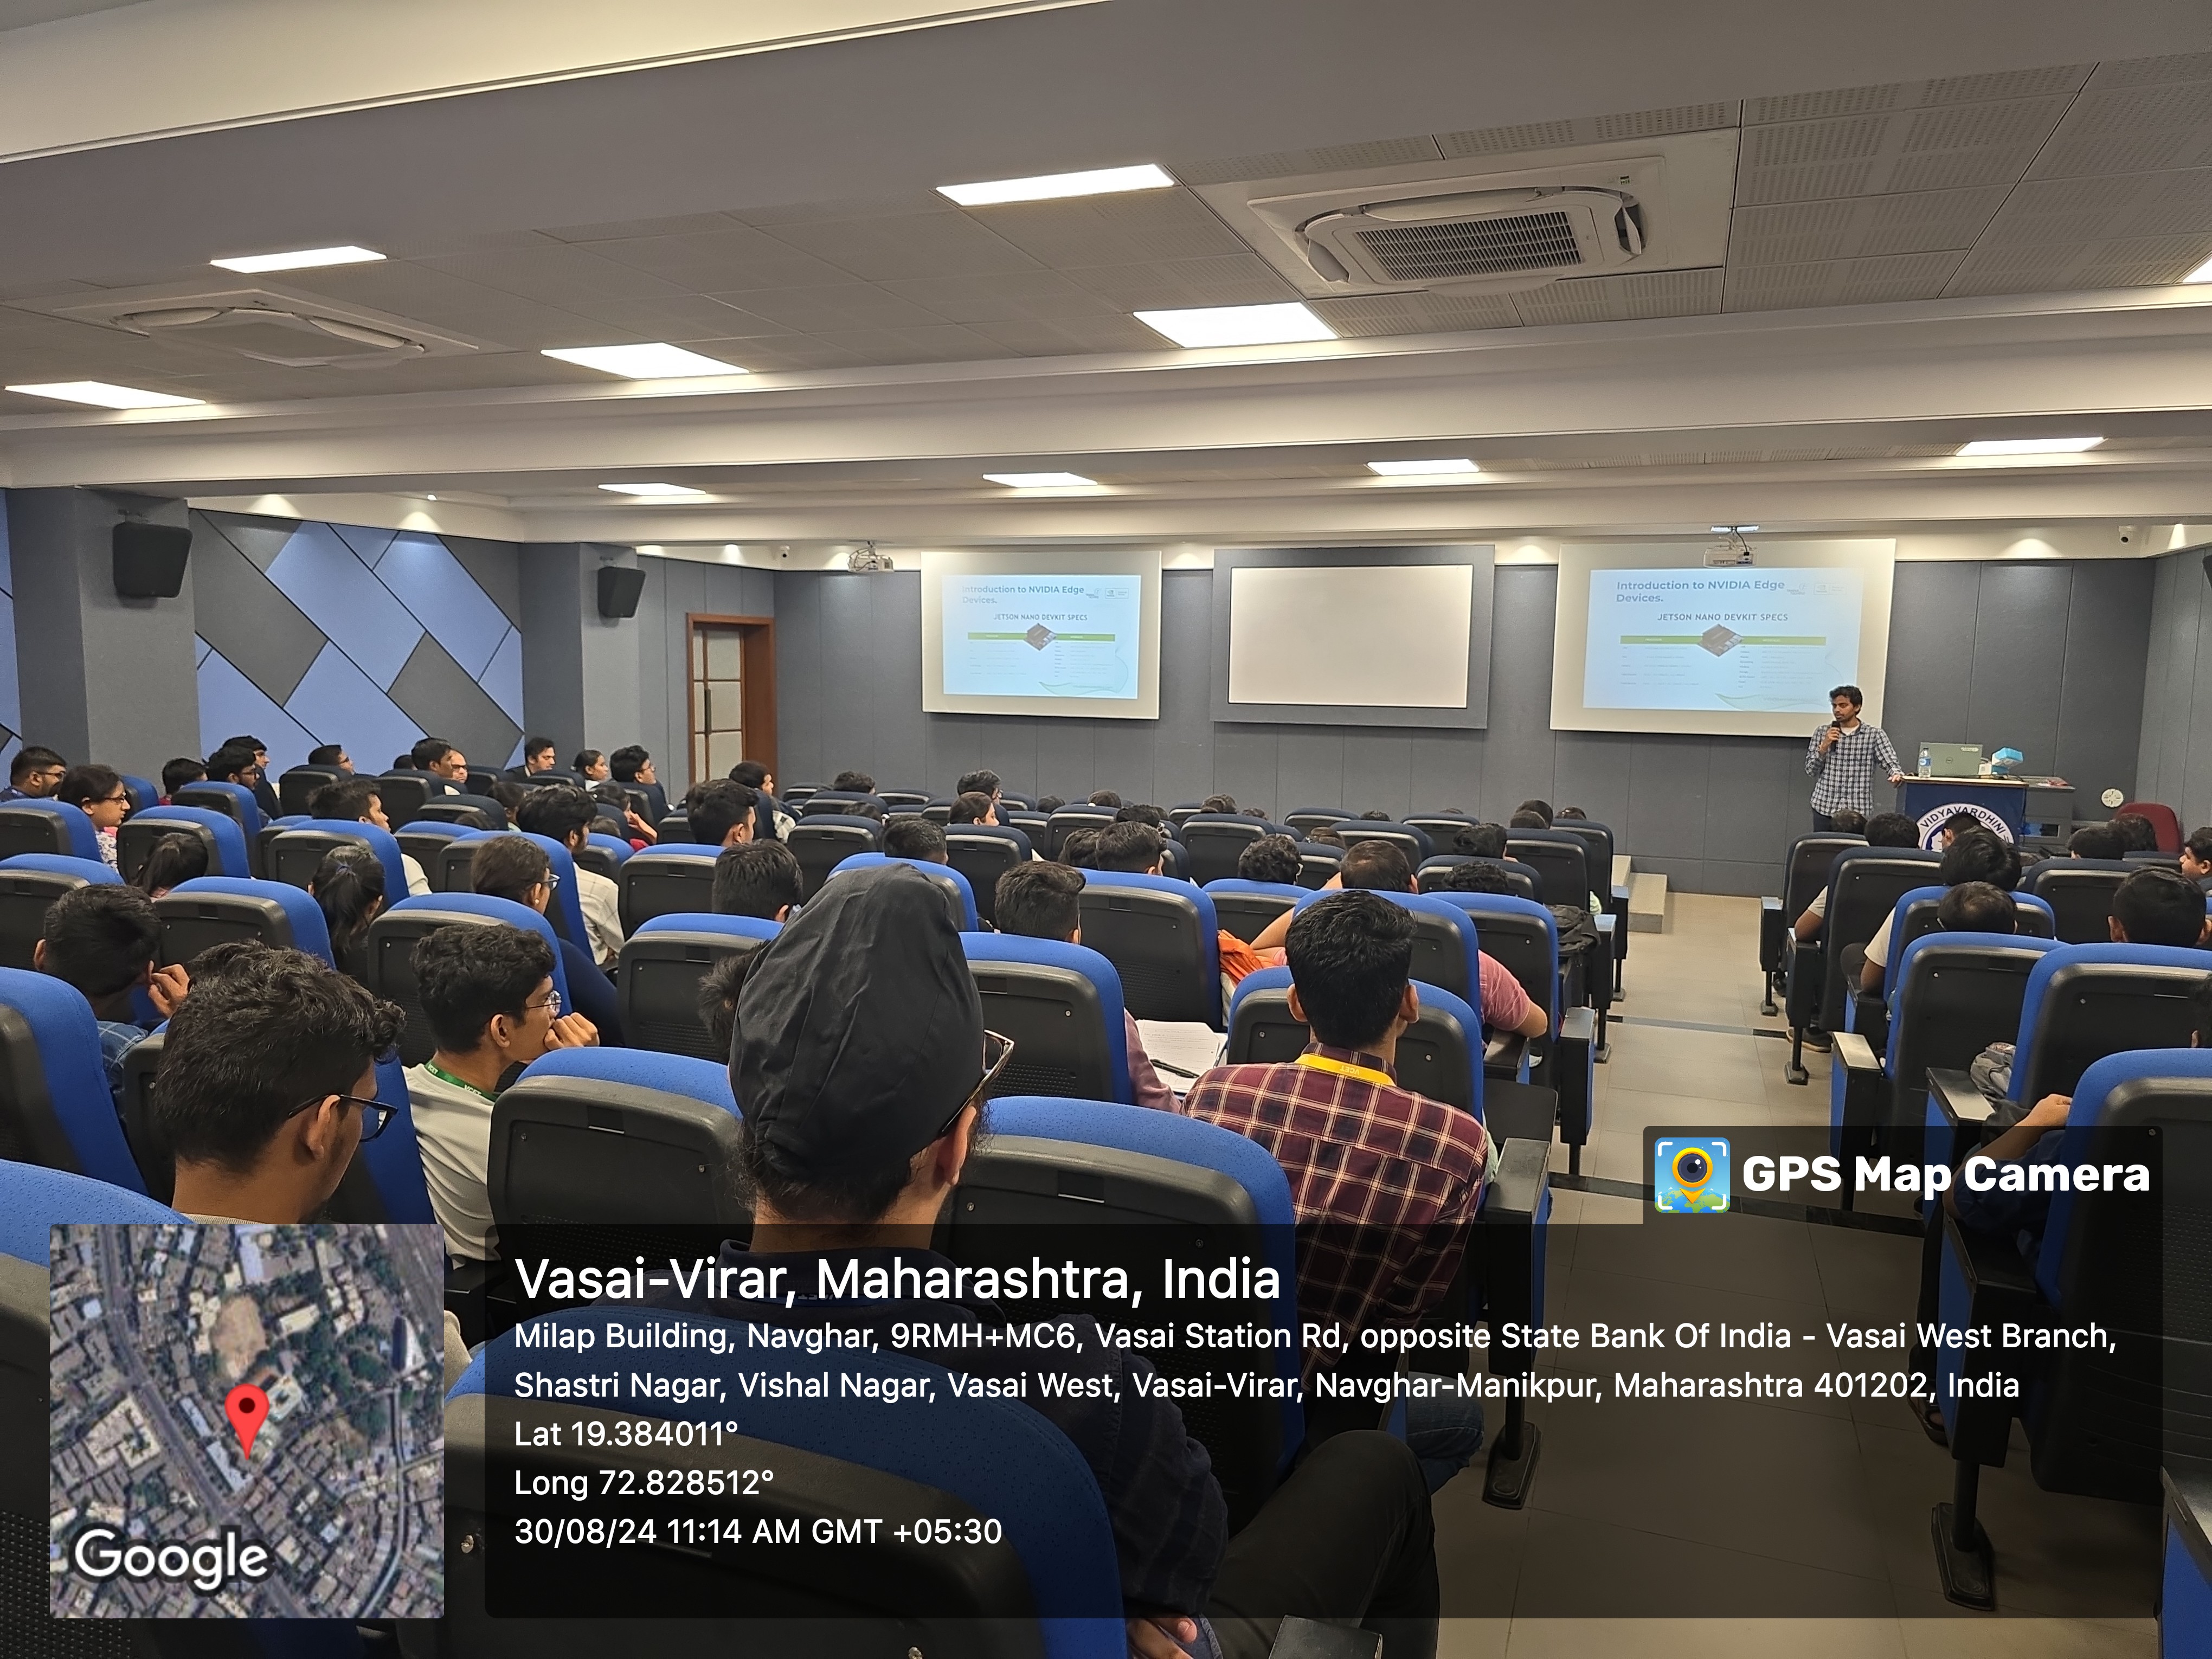 Introduction to NVIDIA Edge
Devices.
JETSON NANO DEVKIT SPECS
Introduction to NVIDIA Edge
Devices.
JETSON NANO DEVKIT SPECS
VIDYAVARDHINI
VCET
VCET
GPS Map Camera
Vasai-Virar, Maharashtra, India
Milap Building, Navghar, 9RMH+MC6, Vasai Station Rd, opposite State Bank Of India - Vasai West Branch,
Shastri Nagar, Vishal Nagar, Vasai West, Vasai-Virar, Navghar-Manikpur, Maharashtra 401202, India
Lat 19.384011°
Long 72.828512°
30/08/24 11:14 AM GMT +05:30
Google